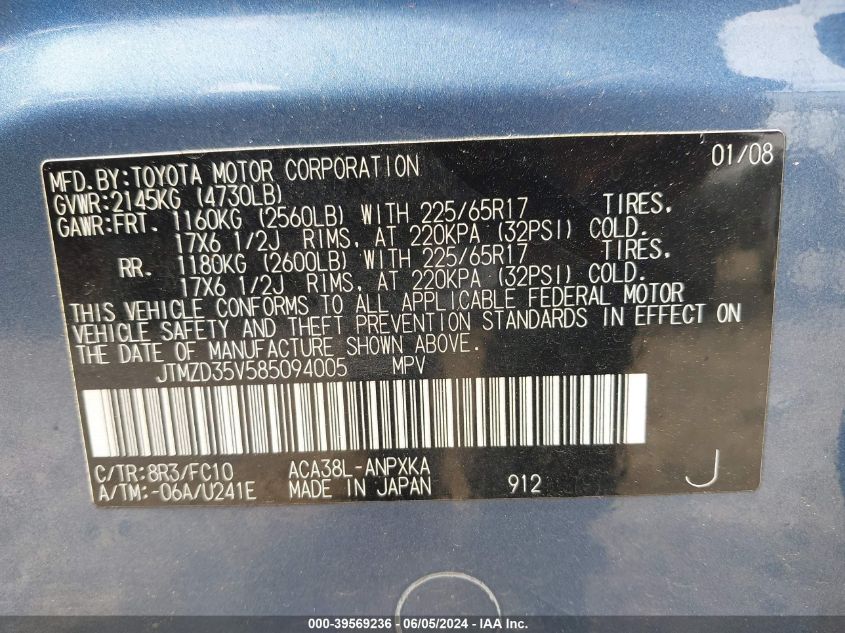 MFD.BY:TOYOTA MOTOR CORPORATION 01/08
GVWR:2145KG (4730LB)
GAWR:FRT. 1160KG (2560LB) WITH 225/65R17 TIRES.
17X6 1/2J RIMS, AT 220KPA (32PSI) COLD.
RR. 1180KG (2600LB) WITH 225/65R17 TIRES.
17X6 1/2J RIMS, AT 220KPA (32PSI) COLD.
THIS VEHICLE CONFORMS TO ALL APPLICABLE FEDERAL MOTOR
VEHICLE SAFETY AND THEFT PREVENTION STANDARDS IN EFFECT ON
THE DATE OF MANUFACTURE SHOWN ABOVE.
JTMZD35V585094005 MPV
C/TR:8R3/FC10 ACA38L-ANPXKA
A/TM:-06A/U241E MADE IN JAPAN 912 J
000-39569236 - 06/05/2024 - IAA Inc.